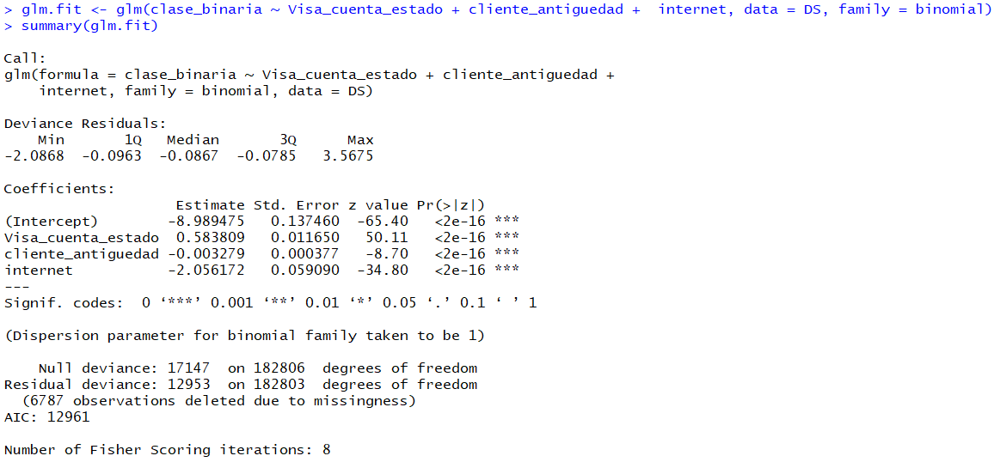 > glm.fit <- glm(clase_binaria ~ Visa_cuenta_estado + cliente_antiguedad +  internet, data = DS, family = binomial)
> summary(glm.fit)

Call:
glm(formula = clase_binaria ~ Visa_cuenta_estado + cliente_antiguedad + 
    internet, family = binomial, data = DS)

Deviance Residuals: 
    Min       1Q   Median       3Q      Max  
-2.0868  -0.0963  -0.0867  -0.0785   3.5675  

Coefficients:
                    Estimate Std. Error z value Pr(>|z|)    
(Intercept)        -8.989475   0.137460  -65.40   <2e-16 ***
Visa_cuenta_estado  0.583809   0.011650   50.11   <2e-16 ***
cliente_antiguedad -0.003279   0.000377   -8.70   <2e-16 ***
internet           -2.056172   0.059090  -34.80   <2e-16 ***
---
Signif. codes:  0 ‘***’ 0.001 ‘**’ 0.01 ‘*’ 0.05 ‘.’ 0.1 ‘ ’ 1

(Dispersion parameter for binomial family taken to be 1)

    Null deviance: 17147  on 182806  degrees of freedom
Residual deviance: 12953  on 182803  degrees of freedom
  (6787 observations deleted due to missingness)
AIC: 12961

Number of Fisher Scoring iterations: 8